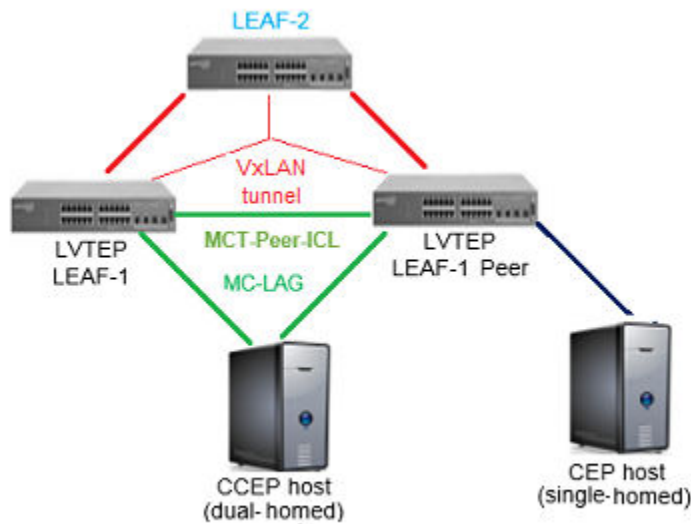 LEAF-2
VxLAN
tunnel
LVTEP
LEAF-1
MCT-Peer-ICL
LVTEP
LEAF-1 Peer
MC-LAG
CCEP host
(dual-homed)
CEP host
(single-homed)